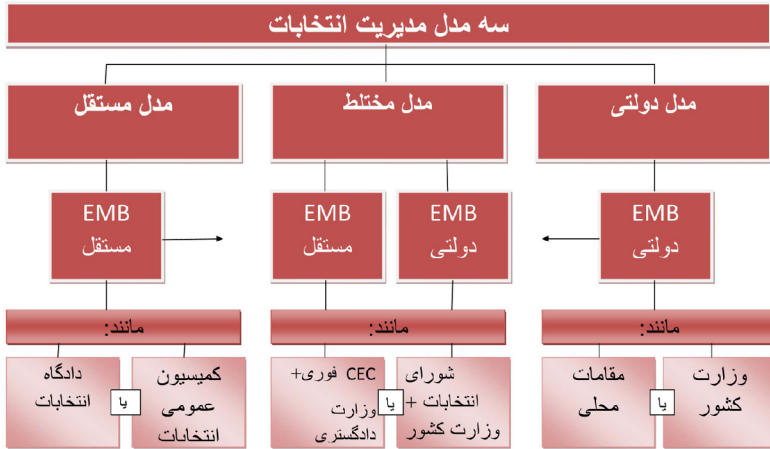 سه مدل مدیریت انتخابات
مدل دولتی
مدل مختلط
مدل مستقل
EMB
دولتی
EMB
دولتی
EMB
مستقل
EMB
مستقل
مانند:
مانند:
مانند:
وزارت
کشور
یا
مقامات
محلی
شورای
انتخابات +
وزارت کشور
یا
CEC فوری+
وزارت
دادگستری
کمیسیون
عمومی
انتخابات
یا
دادگاه
انتخابات